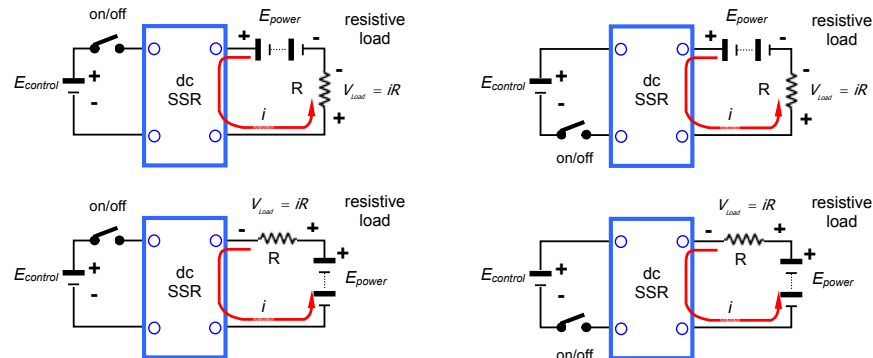 on/off
E_control
+
-
dc
SSR
+
E_power
-
resistive
load
-
R
V_Load = iR
+
i
E_control
+
-
on/off
dc
SSR
+
E_power
-
resistive
load
-
R
V_Load = iR
+
i
on/off
E_control
+
-
dc
SSR
V_Load = iR
-
+
resistive
load
R
+
E_power
-
i
E_control
+
-
on/off
dc
SSR
V_Load = iR
-
+
resistive
load
R
+
E_power
-
i